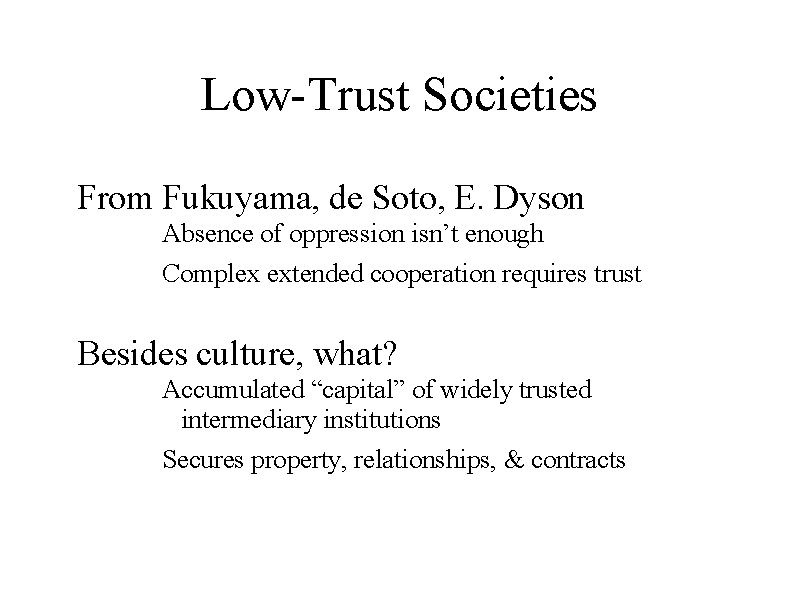 Low-Trust Societies
From Fukuyama, de Soto, E. Dyson
Absence of oppression isn’t enough
Complex extended cooperation requires trust
Besides culture, what?
Accumulated “capital” of widely trusted
intermediary institutions
Secures property, relationships, & contracts